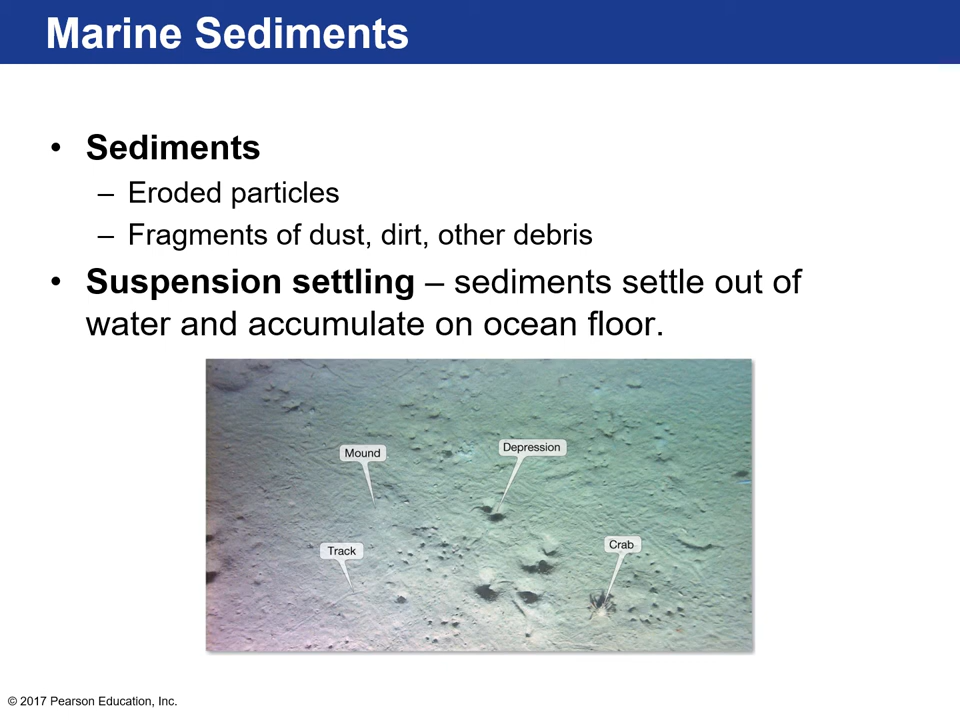 Marine Sediments
• Sediments
– Eroded particles
– Fragments of dust, dirt, other debris
• Suspension settling – sediments settle out of
water and accumulate on ocean floor.
Mound
Depression
Track
Crab
© 2017 Pearson Education, Inc.